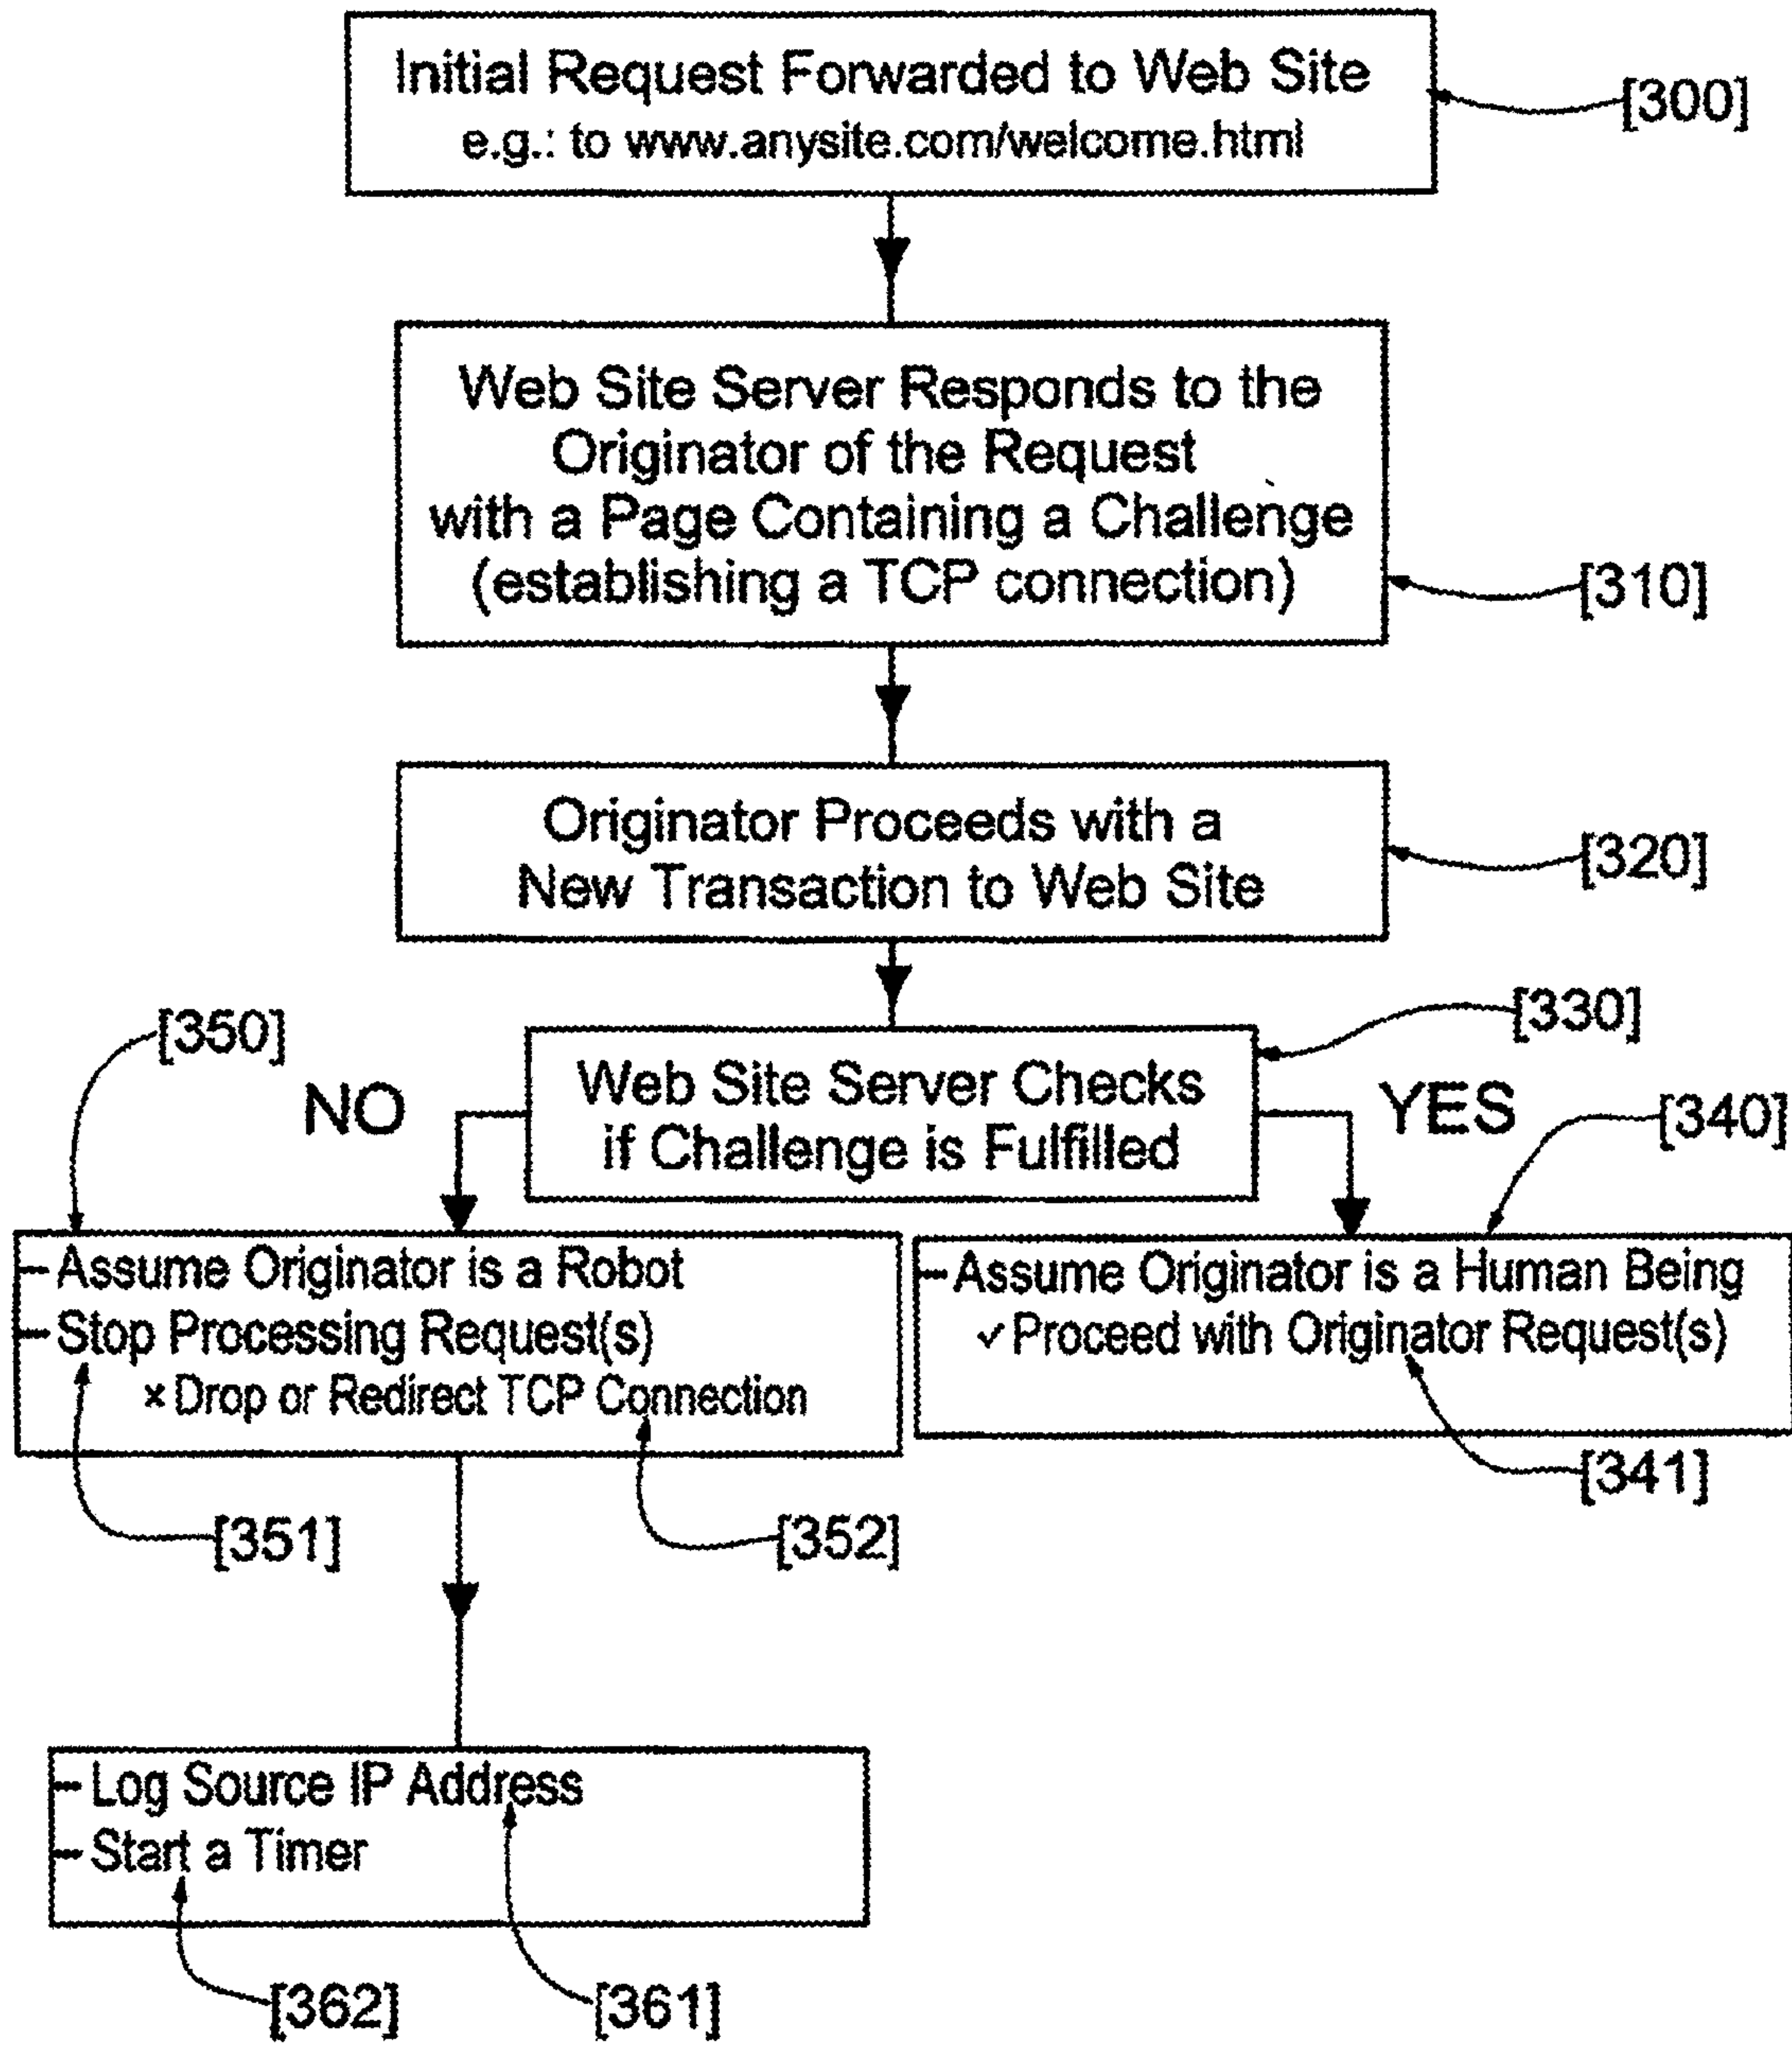 Initial Request Forwarded to Web Site
e.g.: to www.anysite.com/welcome.html
[300]
Web Site Server Responds to the
Originator of the Request
with a Page Containing a Challenge
(establishing a TCP connection)
[310]
Originator Proceeds with a
New Transaction to Web Site
[320]
[330]
[350]
Web Site Server Checks
if Challenge is Fulfilled
NO
YES
[340]
- Assume Originator is a Robot
- Stop Processing Request(s)
× Drop or Redirect TCP Connection
- Assume Originator is a Human Being
✓ Proceed with Originator Request(s)
[341]
[351]
[352]
- Log Source IP Address
- Start a Timer
[362]
[361]